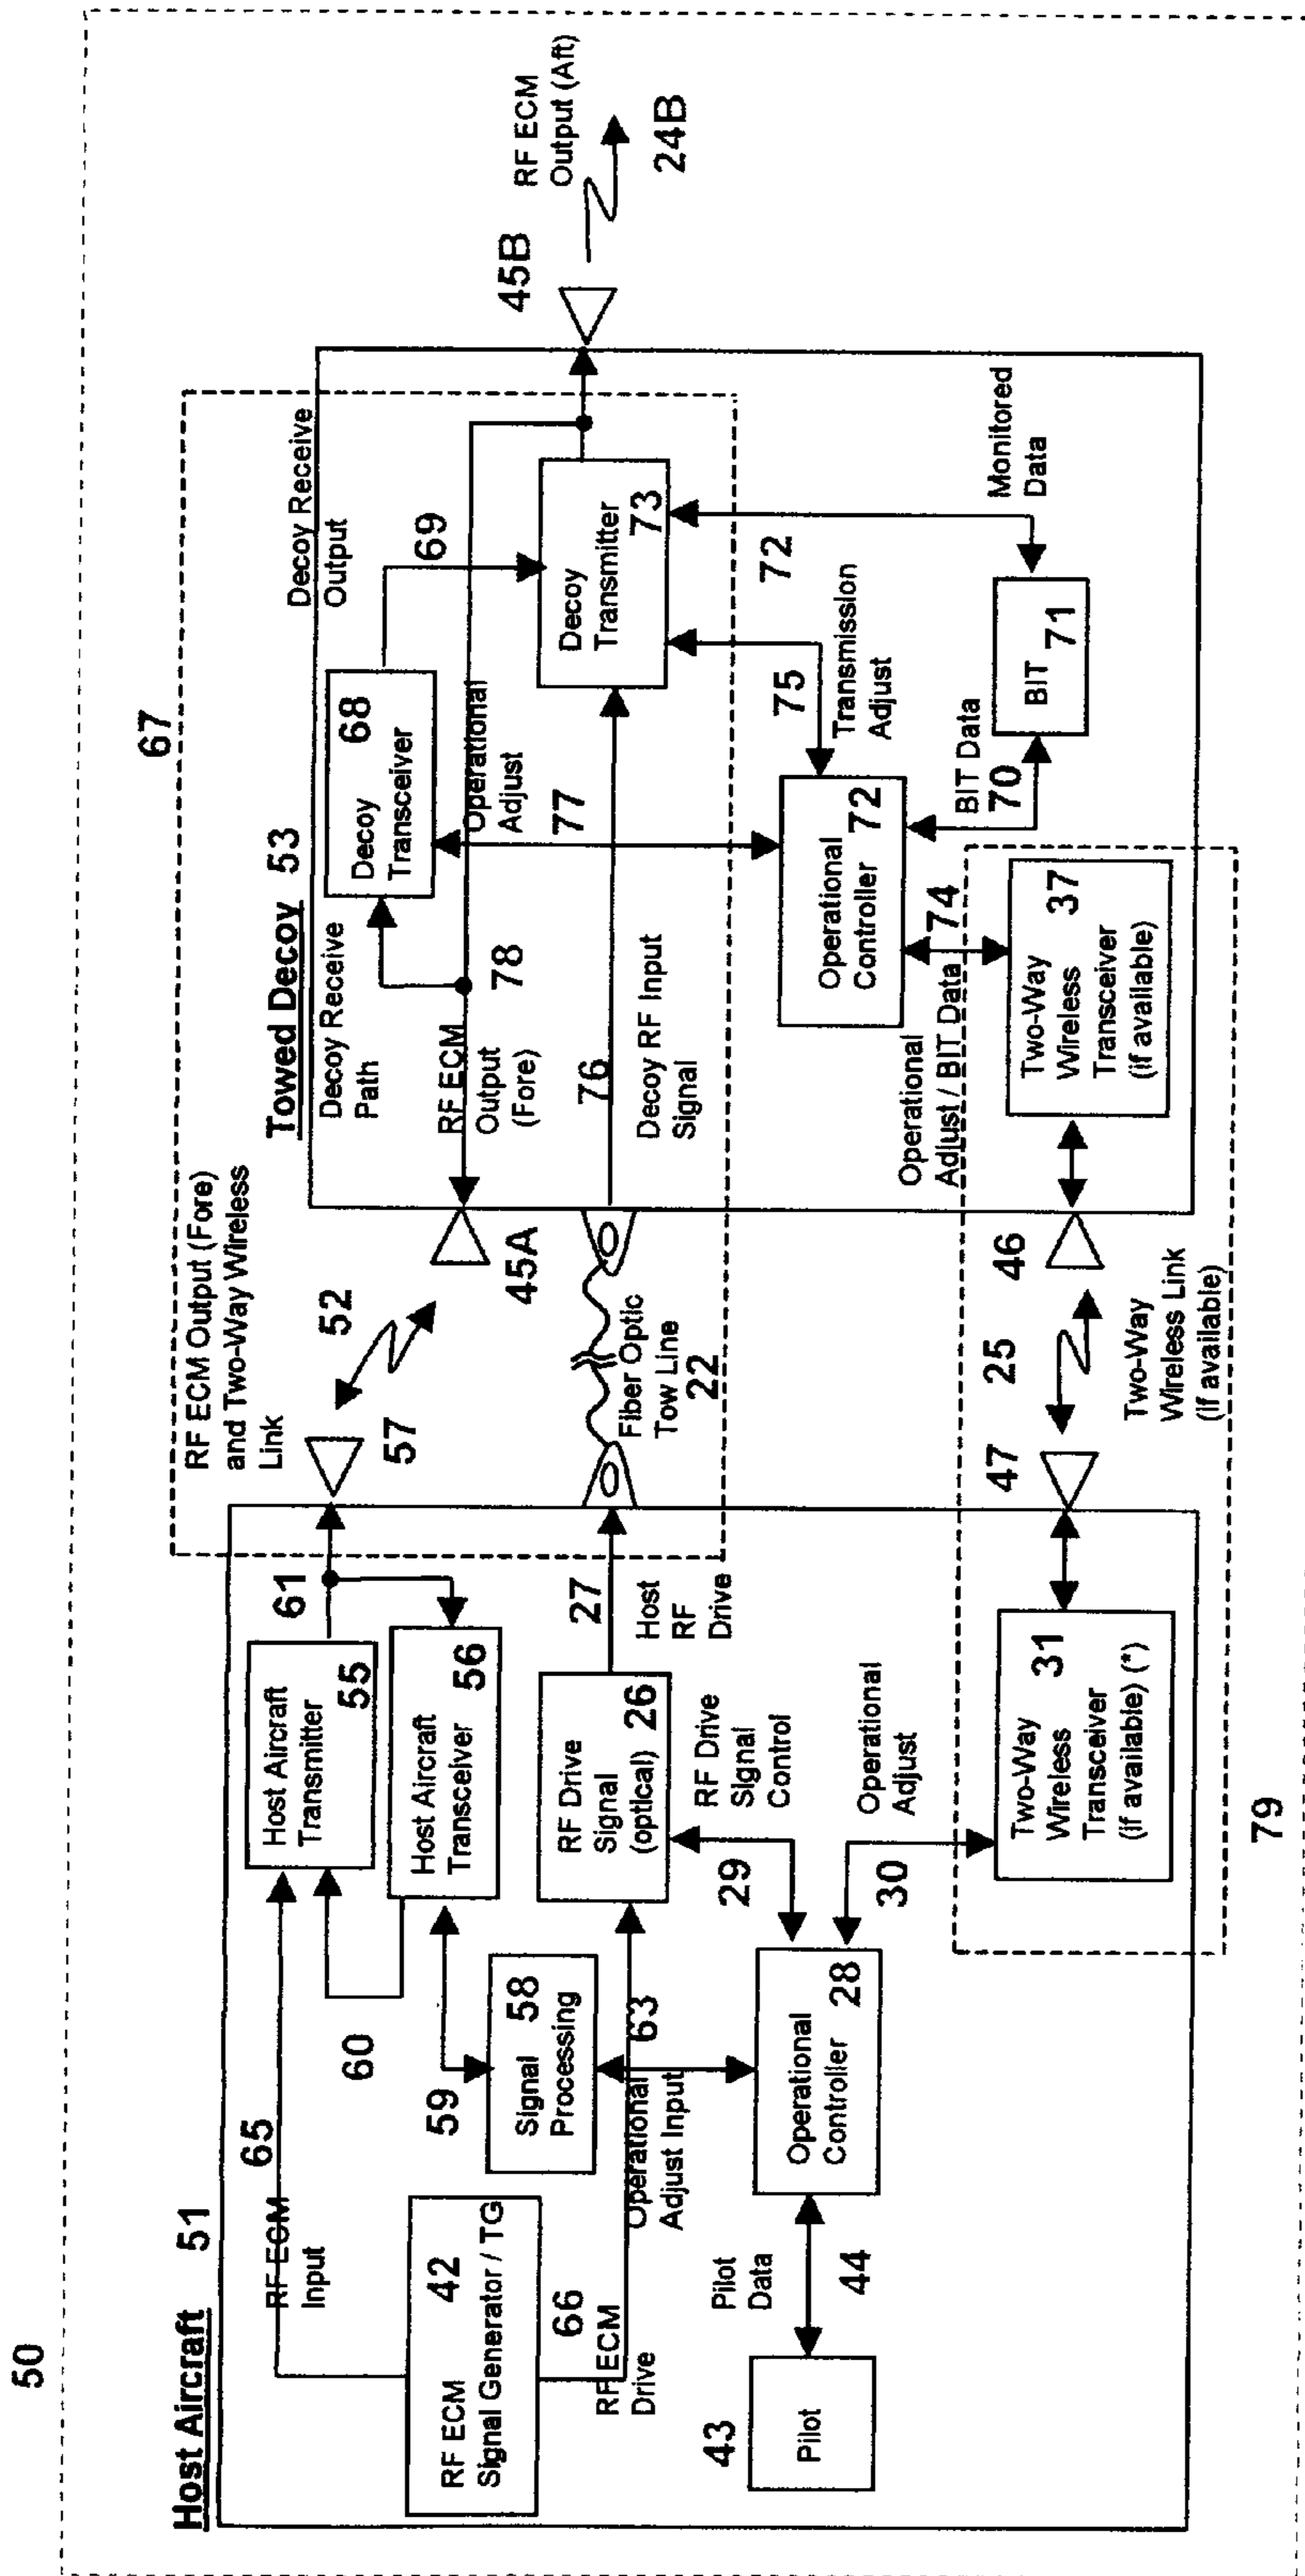 50
Host Aircraft 51
65
RF ECM
Input
RF ECM 42
Signal Generator / TG
66
RF ECM
Drive
43
Pilot
Pilot
Data
44
Host Aircraft
Transmitter
55
61
60
Host Aircraft
Transceiver
56
59
Signal 58
Processing
Operational
Adjust Input
63
RF Drive
Signal
(optical) 26
27
Host
RF
Drive
29
RF Drive
Signal
Control
Operational
Controller 28
30
Operational
Adjust
Two-Way
Wireless 31
Transceiver
(if available) (*)
79
RF ECM Output (Fore)
and Two-Way Wireless
Link
52
57
45A
Fiber Optic
Tow Line
22
47
25
46
Two-Way
Wireless Link
(if available)
67
Towed Decoy 53
Decoy Receive
Path
RF ECM
Output
(Fore)
78
Decoy 68
Transceiver
Operational
Adjust
77
69
Decoy Receive
Output
76
Decoy RF Input
Signal
Decoy
Transmitter
73
75
Transmission
Adjust
72
Monitored
Data
Operational
Controller 72
BIT Data
70
BIT 71
Operational
Adjust / BIT Data
74
Two-Way
Wireless 37
Transceiver
(if available)
45B
RF ECM
Output (Aft)
24B